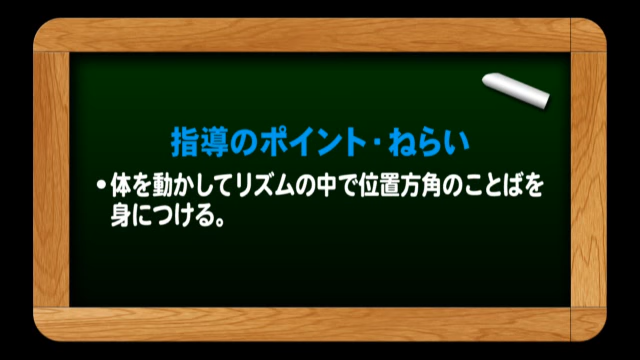 指導のポイント・ねらい
•体を動かしてリズムの中で位置方角のことばを
身につける。